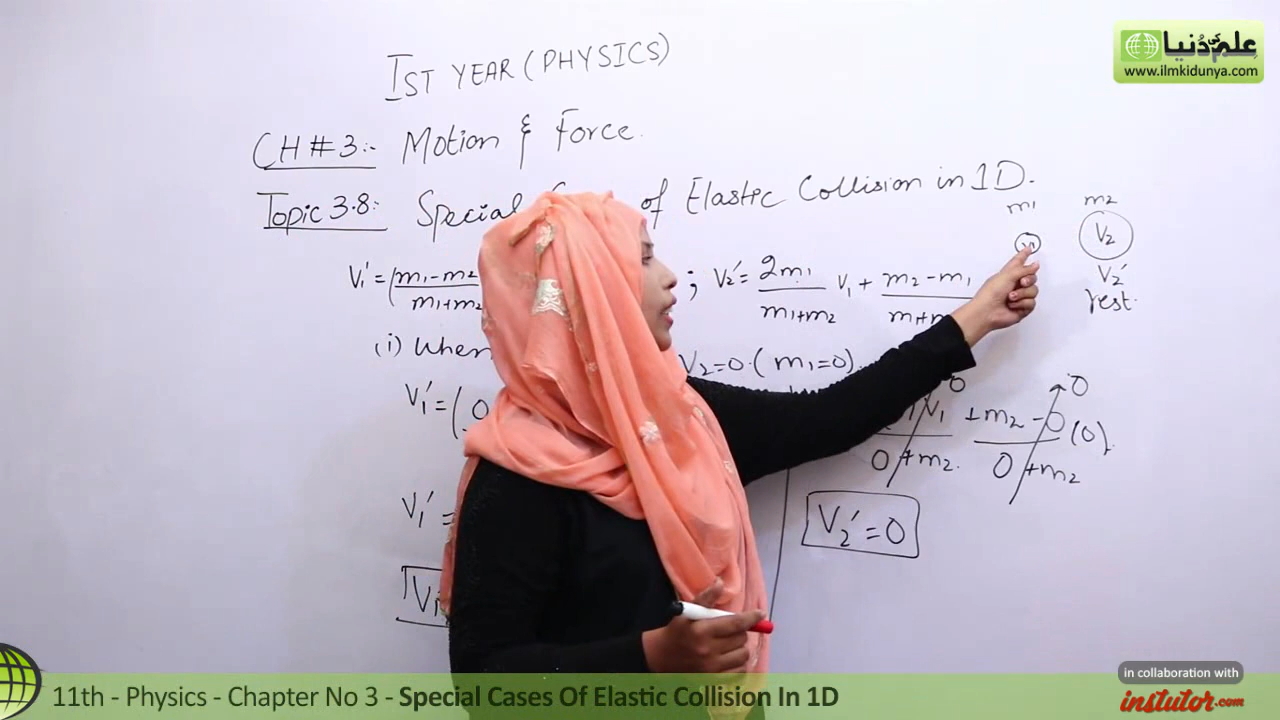 علم کی دُنیا
www.ilmkidunya.com
IST YEAR (PHYSICS)
CH # 3:- Motion & Force.
Topic 3.8: Special of Elastic Collision in 1D.
m1 m2
v1 V2
V2'
rest.
V1' = (m1-m2 / m1+m2 ; V2' = 2m1 / m1+m2 V1 + m2-m1 /
(i) When V2=0. (m1=0).
V1' = (0 V1 / 0+m2. 0 + m2-0 / 0+m2 (0). 0
V1' =
V2' = 0
V1
11th - Physics - Chapter No 3 - Special Cases Of Elastic Collision In 1D
in collaboration with
instutor.com